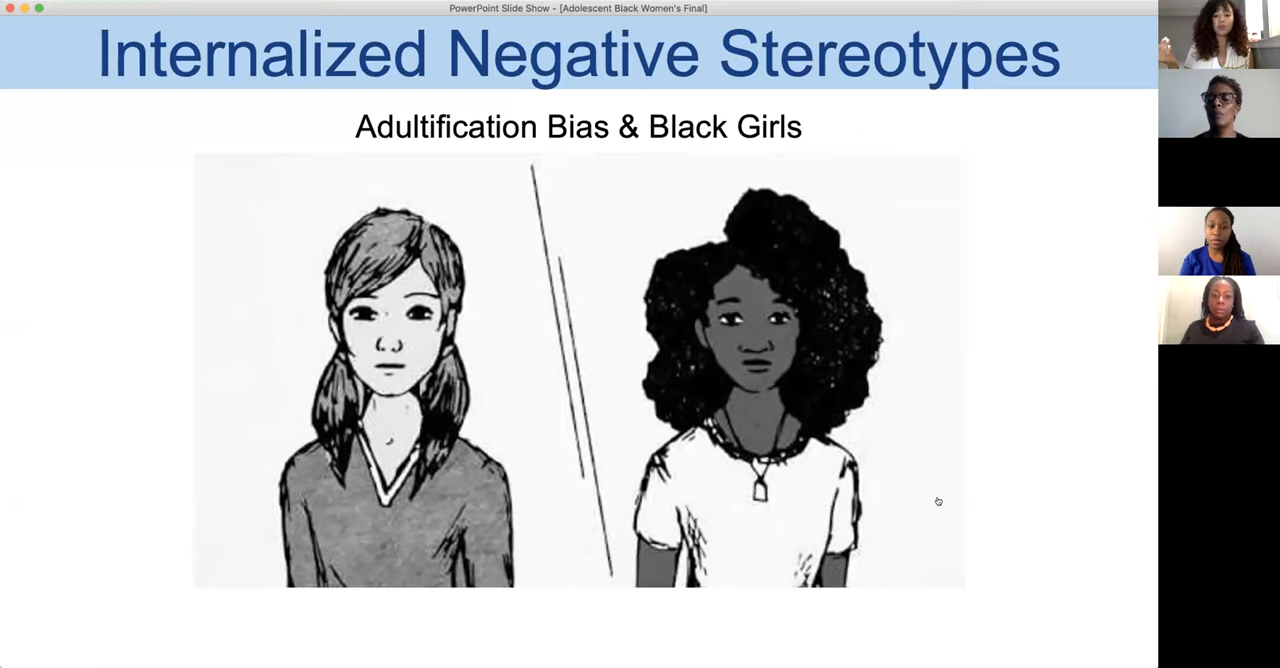 PowerPoint Slide Show - [Adolescent Black Women's Final]
Internalized Negative Stereotypes
Adultification Bias & Black Girls